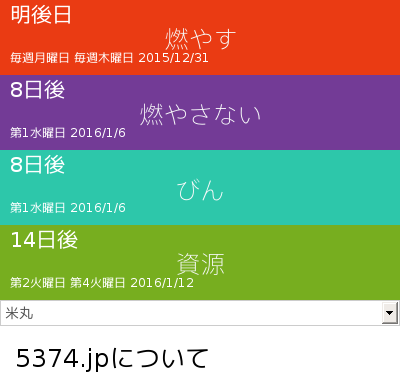 明後日
燃やす
毎週月曜日 毎週木曜日 2015/12/31
8日後
燃やさない
第1水曜日 2016/1/6
8日後
びん
第1水曜日 2016/1/6
14日後
資源
第2火曜日 第4火曜日 2016/1/12
米丸
5374.jpについて